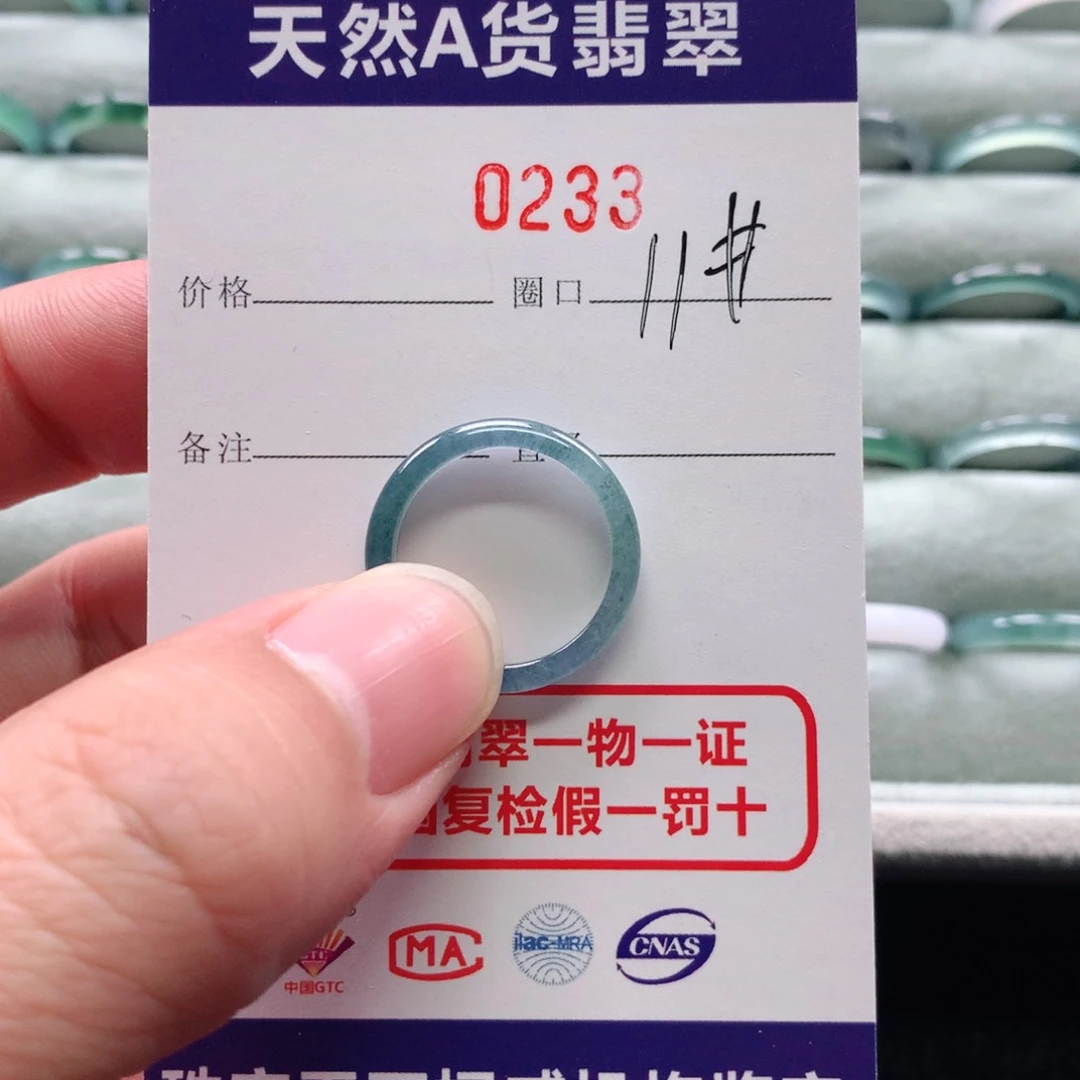 天然A货翡翠
0233
价格 圈口 11#
备注
翠一物一证
复检假一罚十
中国GTC MA ilac-MRA CNAS